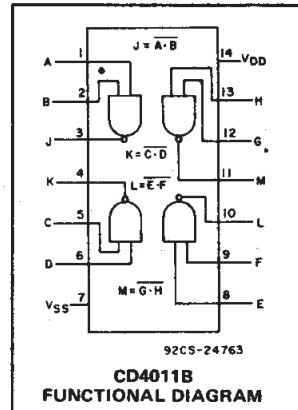 J = A·B
A 1
14 VDD
B 2
13 H
J 3
12 G
K = C·D
K 4
11 M
L = E·F
C 5
10 L
D 6
9 F
VSS 7
M = G·H
8 E
92CS-24763
CD4011B
FUNCTIONAL DIAGRAM